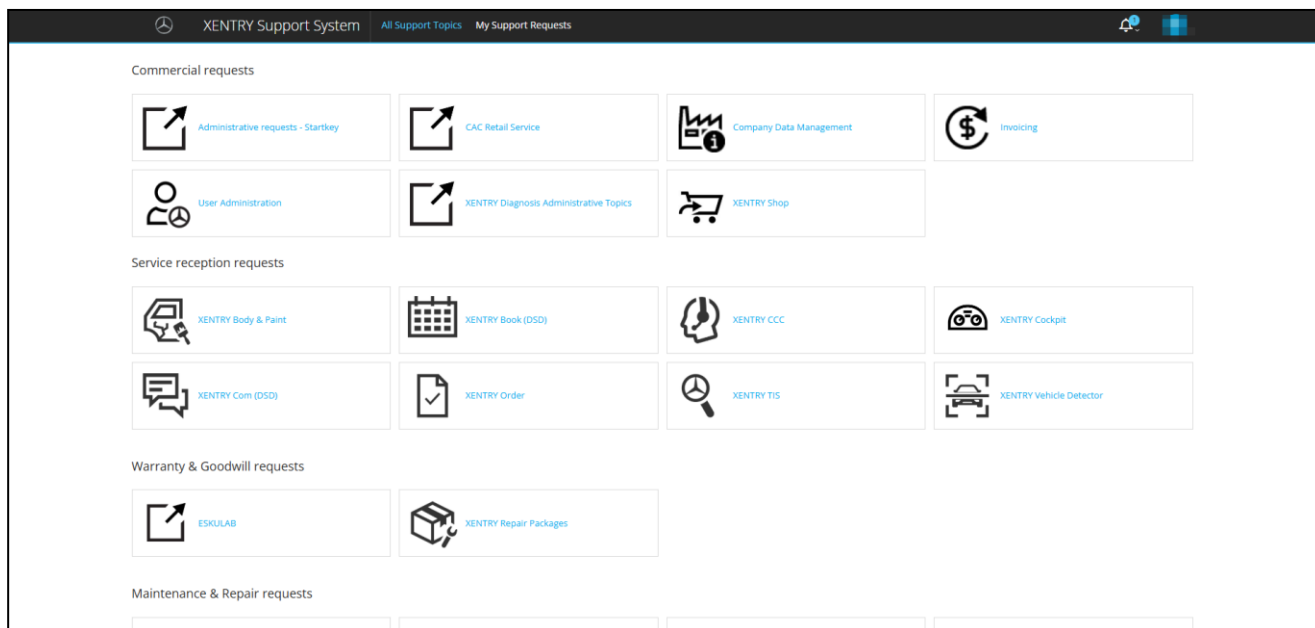 XENTRY Support System All Support Topics My Support Requests
Commercial requests
Administrative requests - Startkey
CAC Retail Service
Company Data Management
Invoicing
User Administration
XENTRY Diagnosis Administrative Topics
XENTRY Shop
Service reception requests
XENTRY Body & Paint
XENTRY Book (DSD)
XENTRY CCC
XENTRY Cockpit
XENTRY Com (DSD)
XENTRY Order
XENTRY TIS
XENTRY Vehicle Detector
Warranty & Goodwill requests
ESKULAB
XENTRY Repair Packages
Maintenance & Repair requests